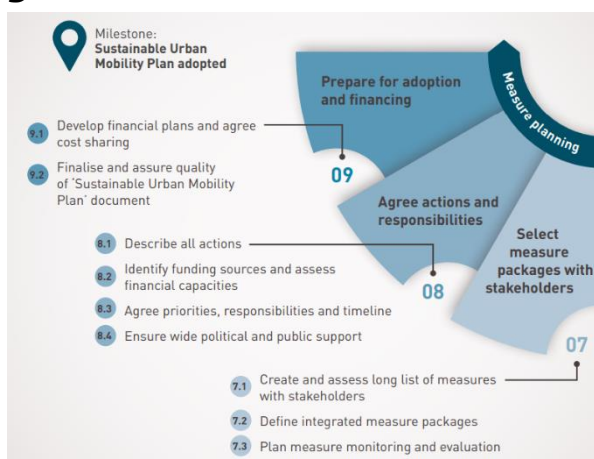 Milestone:
Sustainable Urban
Mobility Plan adopted
Prepare for adoption
and financing
Measure planning
9.1 Develop financial plans and agree
cost sharing
9.2 Finalise and assure quality
of ‘Sustainable Urban Mobility
Plan’ document
09
Agree actions and
responsibilities
8.1 Describe all actions
8.2 Identify funding sources and assess
financial capacities
8.3 Agree priorities, responsibilities and timeline
8.4 Ensure wide political and public support
08
Select
measure
packages with
stakeholders
07
7.1 Create and assess long list of measures
with stakeholders
7.2 Define integrated measure packages
7.3 Plan measure monitoring and evaluation